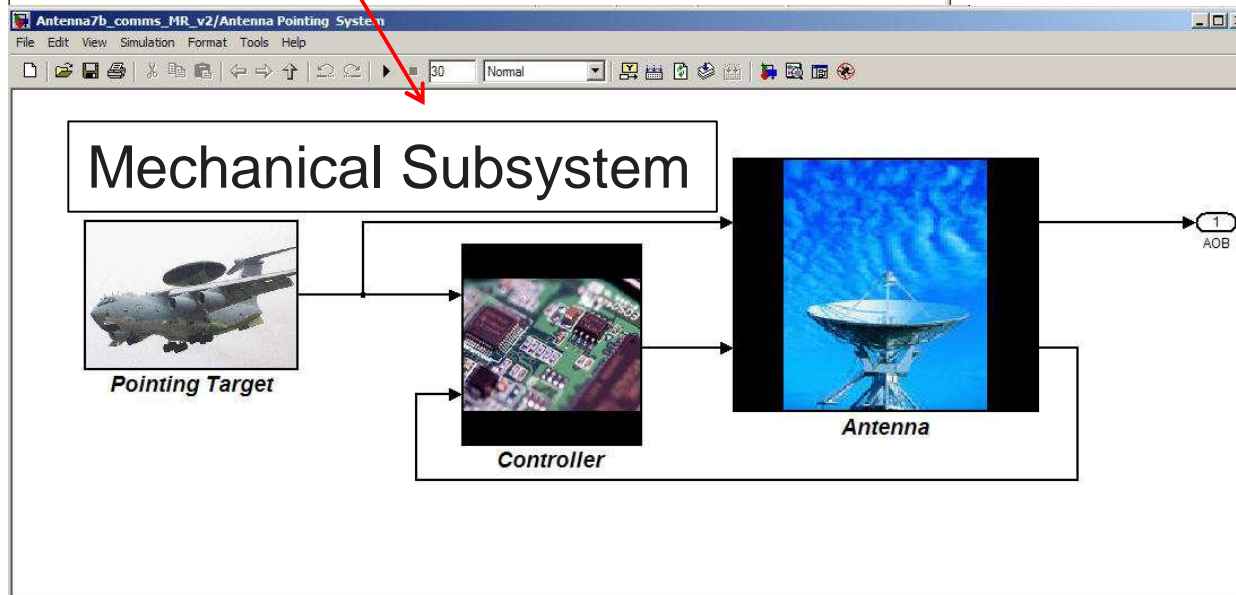 Antenna7b_comms_MR_v2/Antenna Pointing System
File Edit View Simulation Format Tools Help
30 Normal
Mechanical Subsystem
1
AOB
Pointing Target
Antenna
Controller